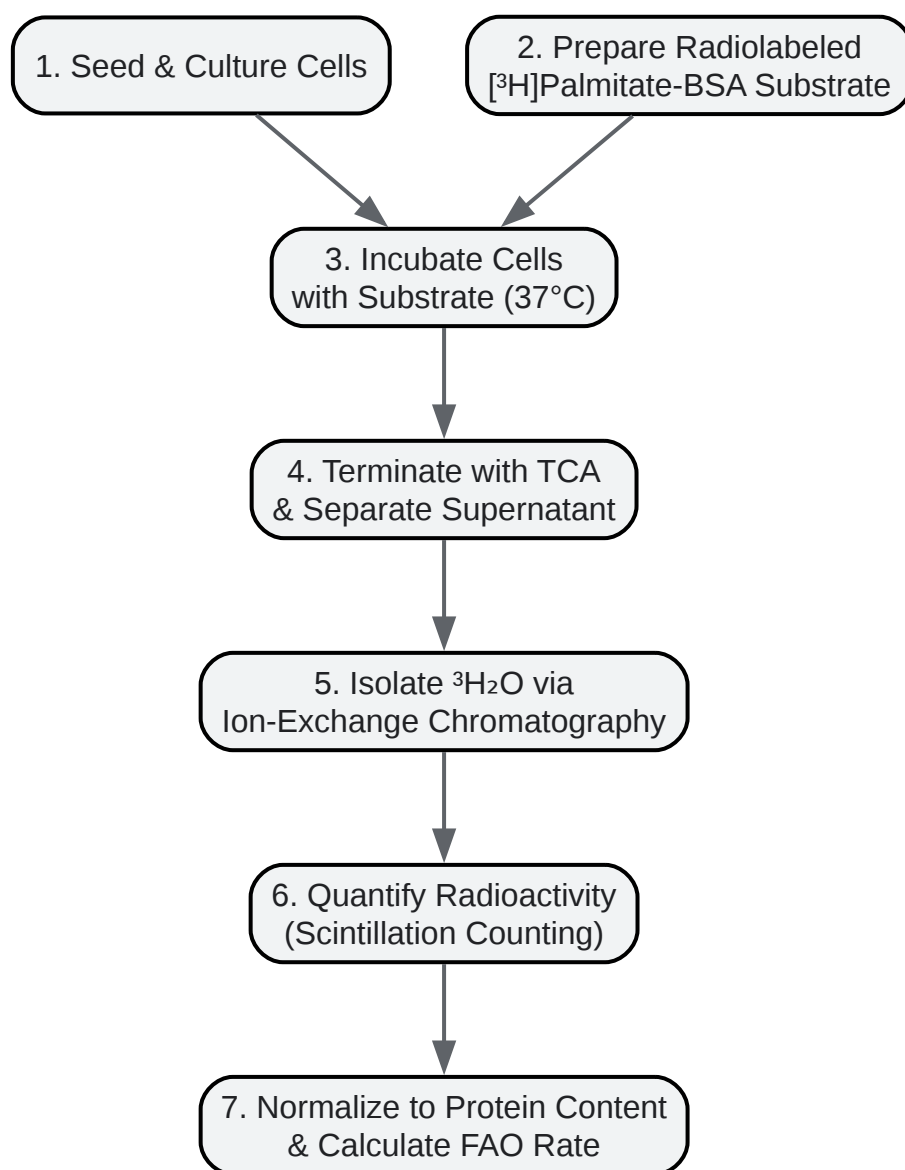 1. Seed & Culture Cells
2. Prepare Radiolabeled
[³H]Palmitate-BSA Substrate
3. Incubate Cells
with Substrate (37°C)
4. Terminate with TCA
& Separate Supernatant
5. Isolate ³H₂O via
Ion-Exchange Chromatography
6. Quantify Radioactivity
(Scintillation Counting)
7. Normalize to Protein Content
& Calculate FAO Rate